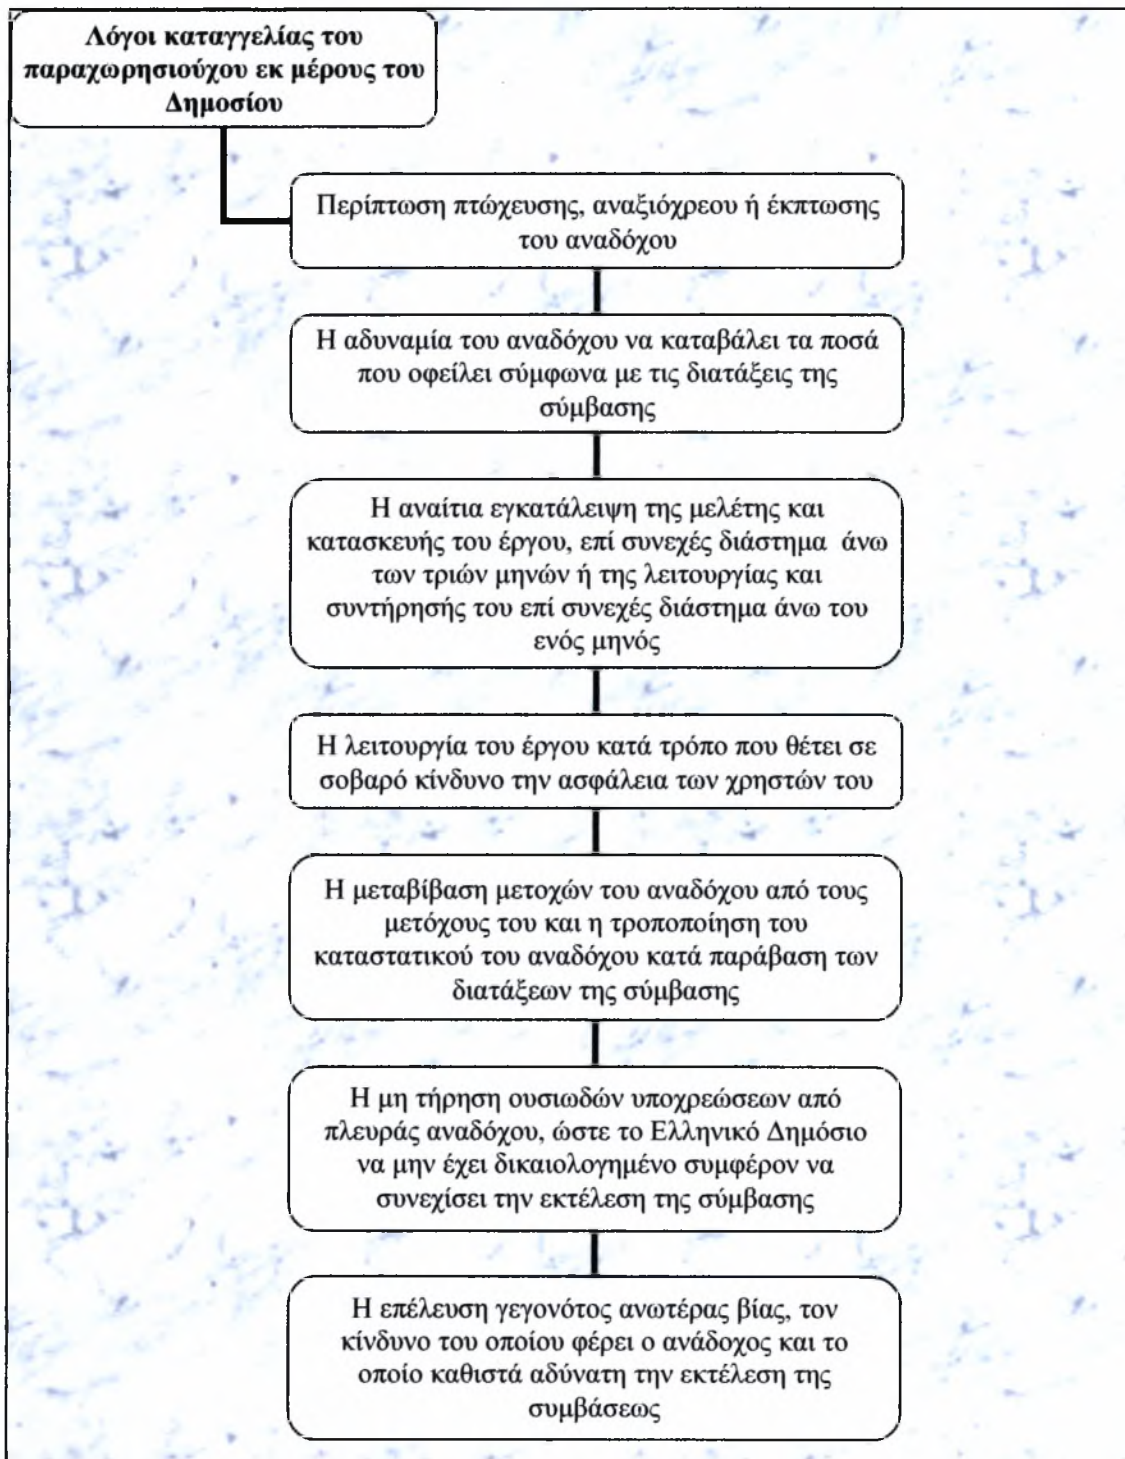 Λόγοι καταγγελίας του
παραχωρησιούχου εκ μέρους του
Δημοσίου
Περίπτωση πτώχευσης, αναξιόχρεου ή έκπτωσης
του αναδόχου
Η αδυναμία του αναδόχου να καταβάλει τα ποσά
που οφείλει σύμφωνα με τις διατάξεις της
σύμβασης
Η αναίτια εγκατάλειψη της μελέτης και
κατασκευής του έργου, επί συνεχές διάστημα άνω
των τριών μηνών ή της λειτουργίας και
συντήρησής του επί συνεχές διάστημα άνω του
ενός μηνός
Η λειτουργία του έργου κατά τρόπο που θέτει σε
σοβαρό κίνδυνο την ασφάλεια των χρηστών του
Η μεταβίβαση μετοχών του αναδόχου από τους
μετόχους του και η τροποποίηση του
καταστατικού του αναδόχου κατά παράβαση των
διατάξεων της σύμβασης
Η μη τήρηση ουσιωδών υποχρεώσεων από
πλευράς αναδόχου, ώστε το Ελληνικό Δημόσιο
να μην έχει δικαιολογημένο συμφέρον να
συνεχίσει την εκτέλεση της σύμβασης
Η επέλευση γεγονότος ανωτέρας βίας, τον
κίνδυνο του οποίου φέρει ο ανάδοχος και το
οποίο καθιστά αδύνατη την εκτέλεση της
συμβάσεως